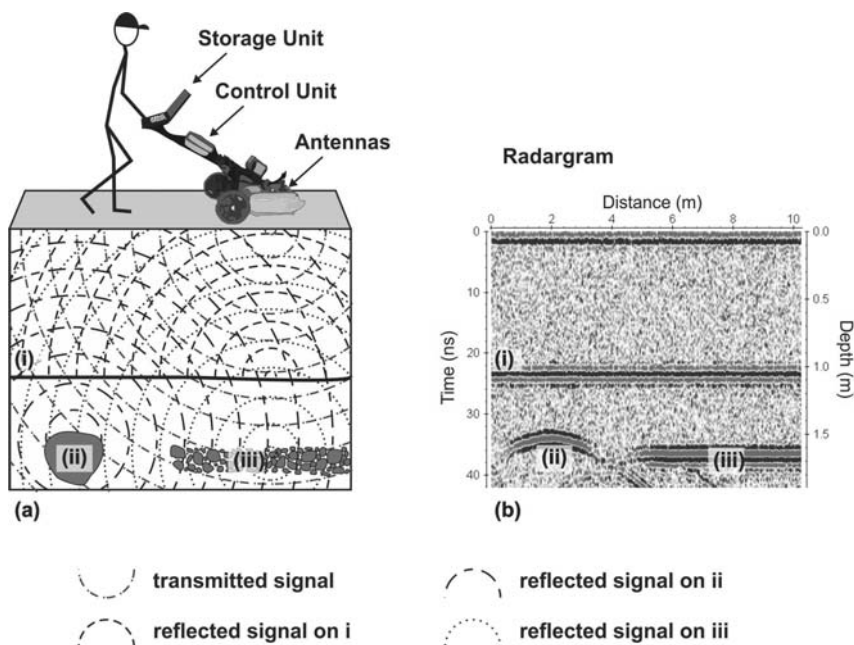 Storage Unit
Control Unit
Antennas
(i)
(ii)
(iii)
(a)
Radargram
Distance (m)
0 2 4 6 8 10
Time (ns)
0
10
20
30
40
Depth (m)
0.0
0.5
1.0
1.5
(i)
(ii)
(iii)
(b)
transmitted signal
reflected signal on ii
reflected signal on i
reflected signal on iii